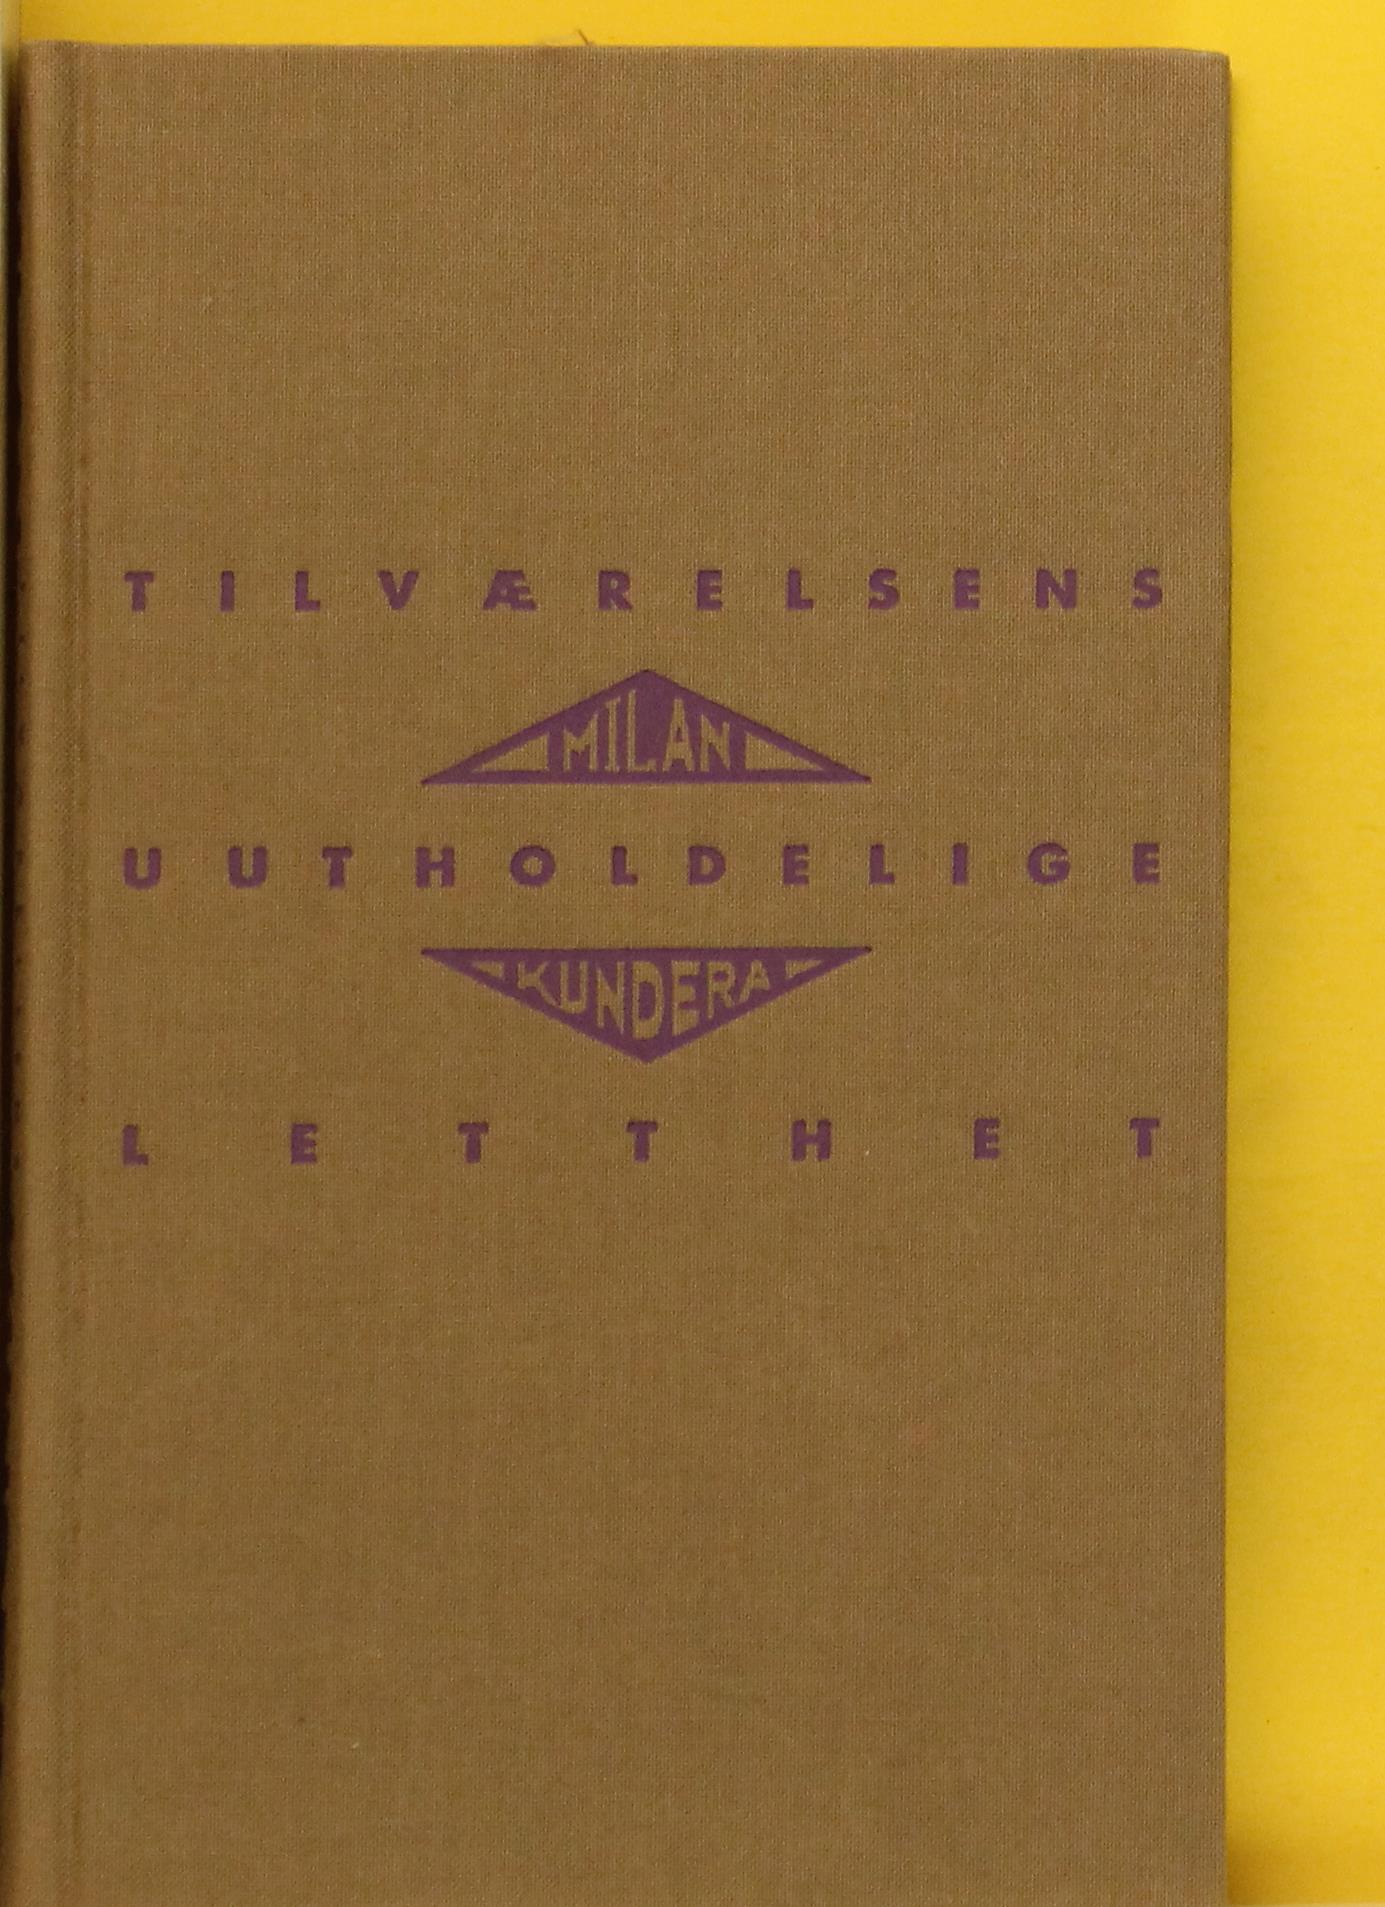 TILVÆRELSENS
MILAN
UUTHOLDELIGE
KUNDERA
LETTHET